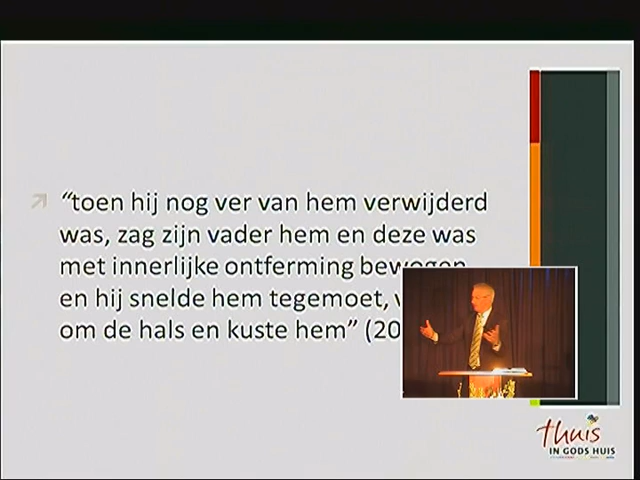 “toen hij nog ver van hem verwijderd
was, zag zijn vader hem en deze was
met innerlijke ontferming bewogen
en hij snelde hem tegemoet,
om de hals en kuste hem” (20
thuis
IN GODS HUIS